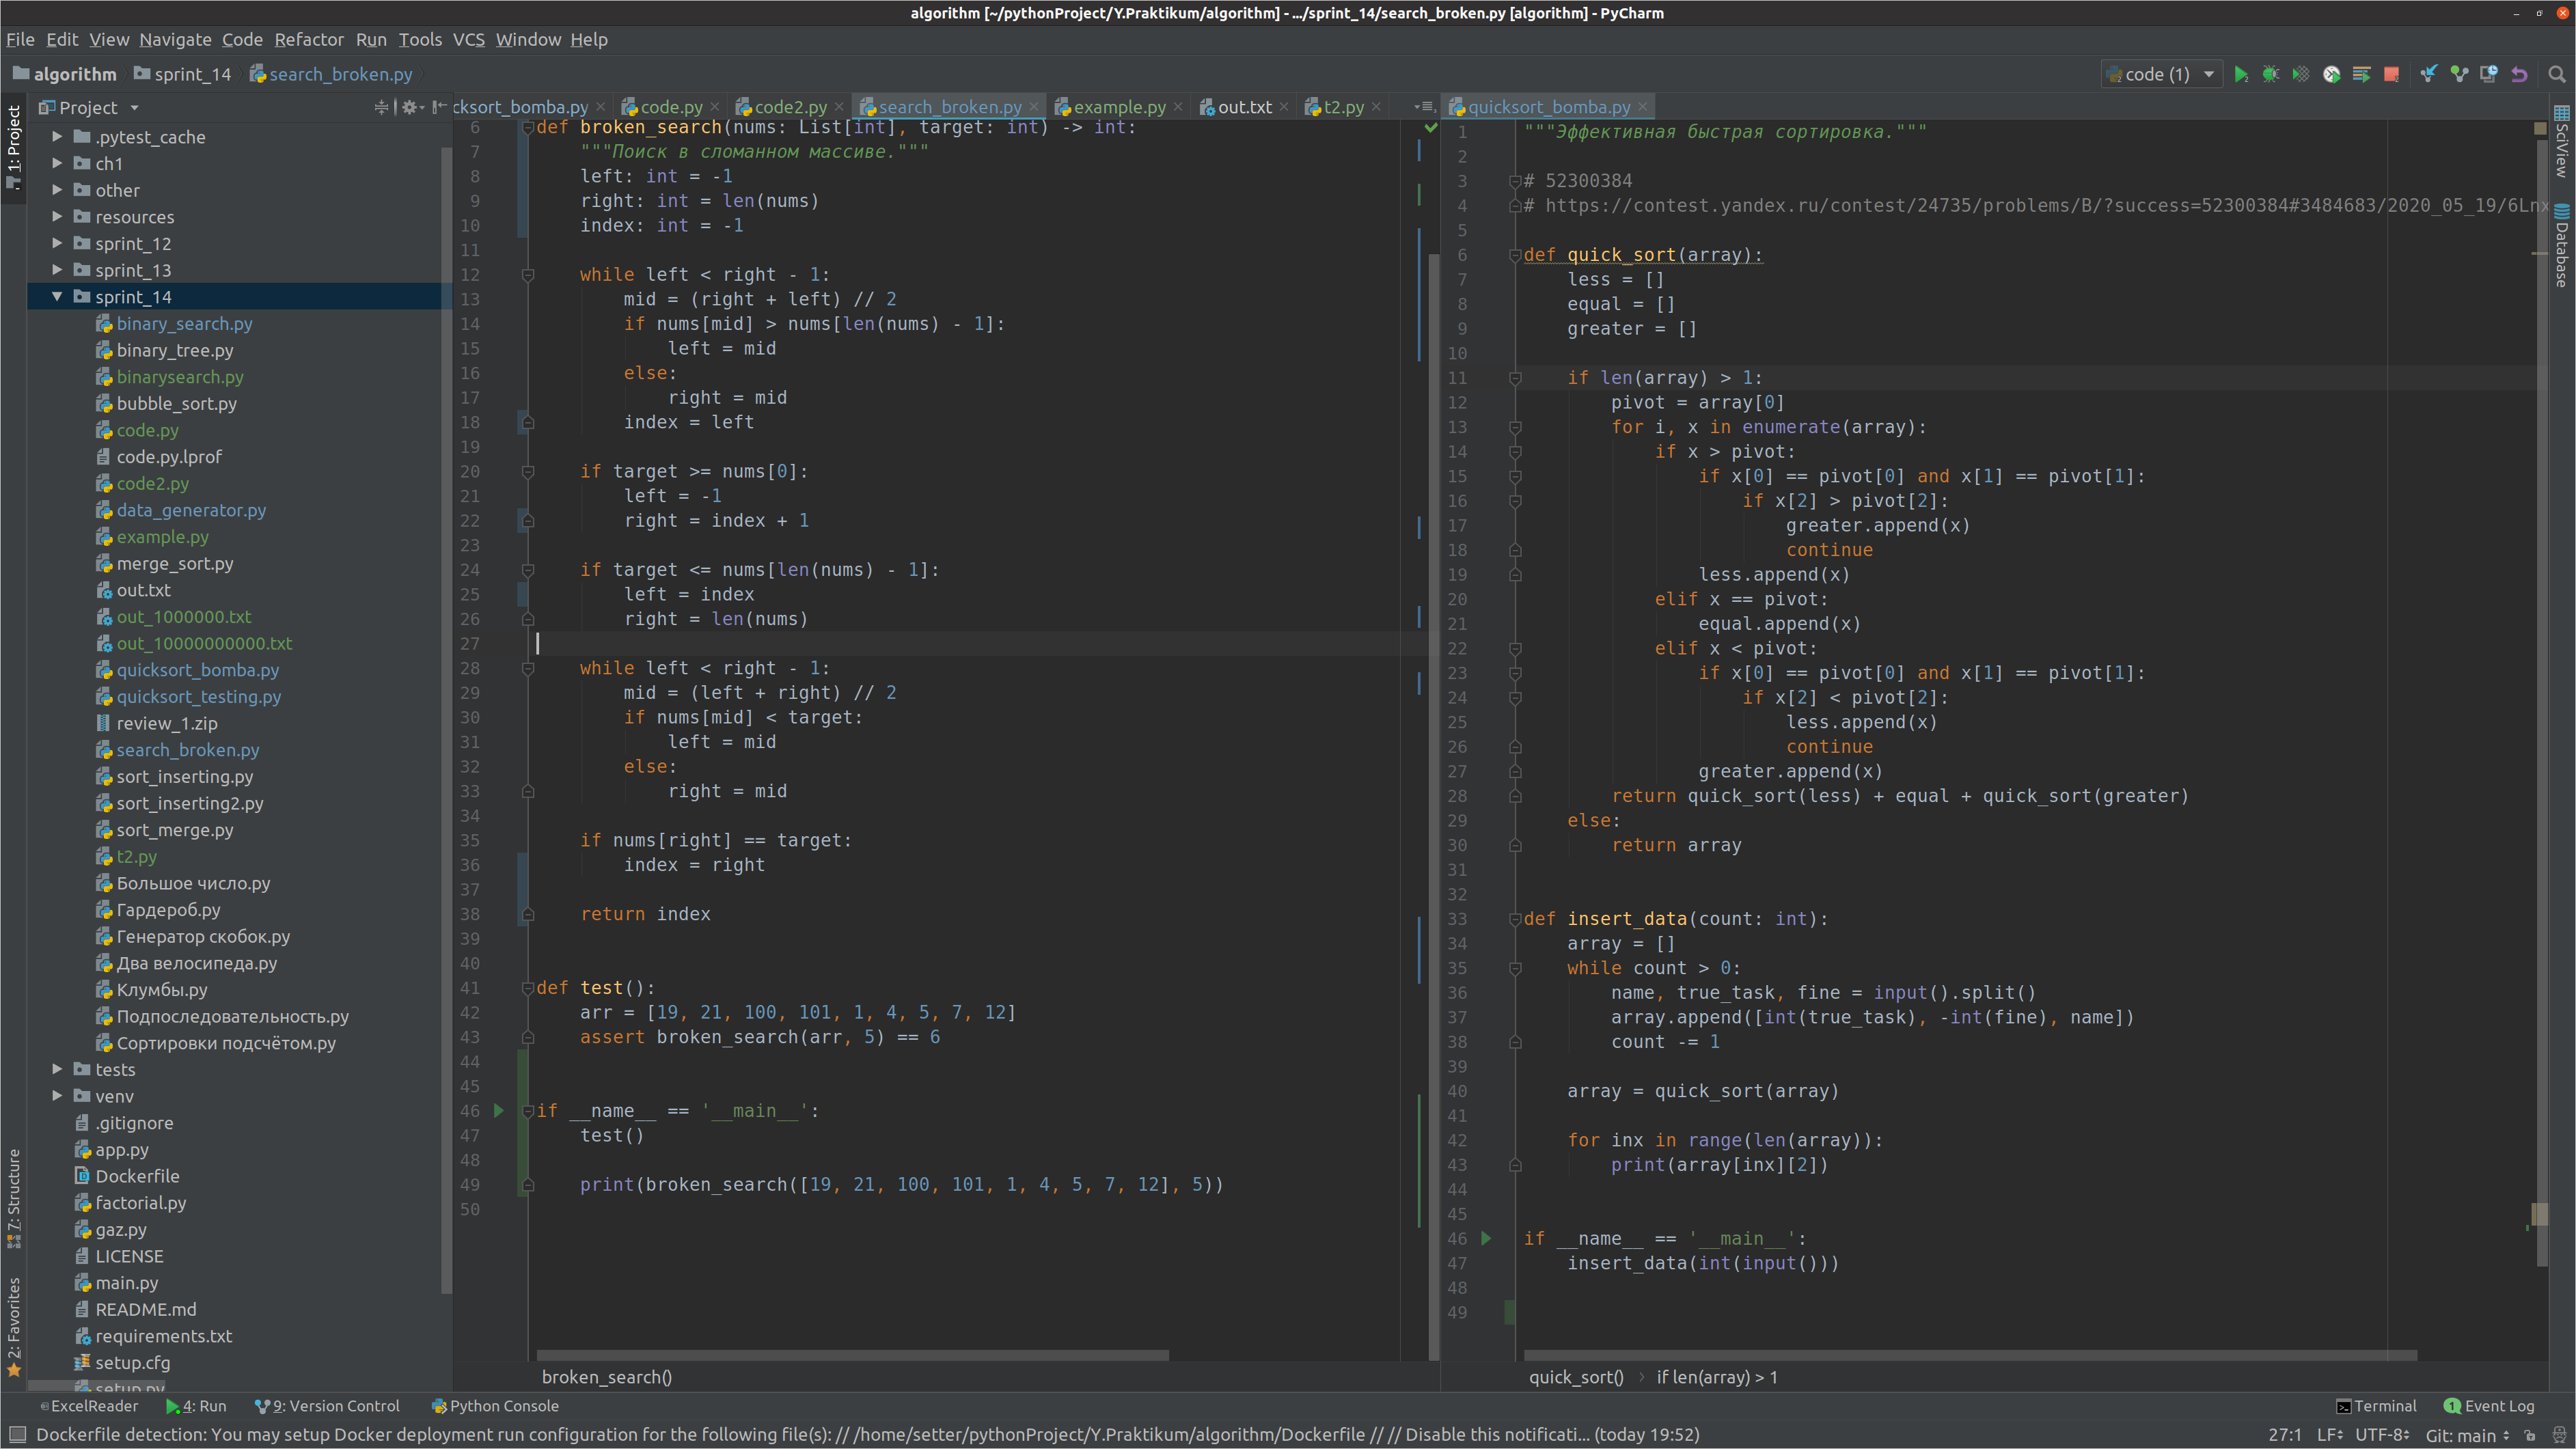 algorithm [~/pythonProject/Y.Praktikum/algorithm] - .../sprint_14/search_broken.py [algorithm] - PyCharm
File Edit View Navigate Code Refactor Run Tools VCS Window Help
algorithm sprint_14 search_broken.py
code (1)
1: Project
7: Structure
2: Favorites
Project
.pytest_cache
ch1
other
resources
sprint_12
sprint_13
sprint_14
binary_search.py
binary_tree.py
binarysearch.py
bubble_sort.py
code.py
code.py.lprof
code2.py
data_generator.py
example.py
merge_sort.py
out.txt
out_1000000.txt
out_10000000000.txt
quicksort_bomba.py
quicksort_testing.py
review_1.zip
search_broken.py
sort_inserting.py
sort_inserting2.py
sort_merge.py
t2.py
Большое число.py
Гардероб.py
Генератор скобок.py
Два велосипеда.py
Клумбы.py
Подпоследовательность.py
Сортировки подсчётом.py
tests
venv
.gitignore
app.py
Dockerfile
factorial.py
gaz.py
LICENSE
main.py
README.md
requirements.txt
setup.cfg
setup.py
cksort_bomba.py code.py code2.py search_broken.py example.py out.txt t2.py
6 def broken_search(nums: List[int], target: int) -> int:
7 """Поиск в сломанном массиве."""
8 left: int = -1
9 right: int = len(nums)
10 index: int = -1
11
12 while left < right - 1:
13 mid = (right + left) // 2
14 if nums[mid] > nums[len(nums) - 1]:
15 left = mid
16 else:
17 right = mid
18 index = left
19
20 if target >= nums[0]:
21 left = -1
22 right = index + 1
23
24 if target <= nums[len(nums) - 1]:
25 left = index
26 right = len(nums)
27
28 while left < right - 1:
29 mid = (left + right) // 2
30 if nums[mid] < target:
31 left = mid
32 else:
33 right = mid
34
35 if nums[right] == target:
36 index = right
37
38 return index
39
40
41 def test():
42 arr = [19, 21, 100, 101, 1, 4, 5, 7, 12]
43 assert broken_search(arr, 5) == 6
44
45
46 if __name__ == '__main__':
47 test()
48
49 print(broken_search([19, 21, 100, 101, 1, 4, 5, 7, 12], 5))
50
broken_search()
quicksort_bomba.py
1 """Эффективная быстрая сортировка."""
2
3 # 52300384
4 # https://contest.yandex.ru/contest/24735/problems/B/?success=52300384#3484683/2020_05_19/6Lnx
5
6 def quick_sort(array):
7 less = []
8 equal = []
9 greater = []
10
11 if len(array) > 1:
12 pivot = array[0]
13 for i, x in enumerate(array):
14 if x > pivot:
15 if x[0] == pivot[0] and x[1] == pivot[1]:
16 if x[2] > pivot[2]:
17 greater.append(x)
18 continue
19 less.append(x)
20 elif x == pivot:
21 equal.append(x)
22 elif x < pivot:
23 if x[0] == pivot[0] and x[1] == pivot[1]:
24 if x[2] < pivot[2]:
25 less.append(x)
26 continue
27 greater.append(x)
28 return quick_sort(less) + equal + quick_sort(greater)
29 else:
30 return array
31
32
33 def insert_data(count: int):
34 array = []
35 while count > 0:
36 name, true_task, fine = input().split()
37 array.append([int(true_task), -int(fine), name])
38 count -= 1
39
40 array = quick_sort(array)
41
42 for inx in range(len(array)):
43 print(array[inx][2])
44
45
46 if __name__ == '__main__':
47 insert_data(int(input()))
48
49
quick_sort() › if len(array) > 1
SciView
Database
ExcelReader 4: Run 9: Version Control Python Console Terminal 1 Event Log
Dockerfile detection: You may setup Docker deployment run configuration for the following file(s): // /home/setter/pythonProject/Y.Praktikum/algorithm/Dockerfile // // Disable this notificati... (today 19:52) 27:1 LF UTF-8 Git: main